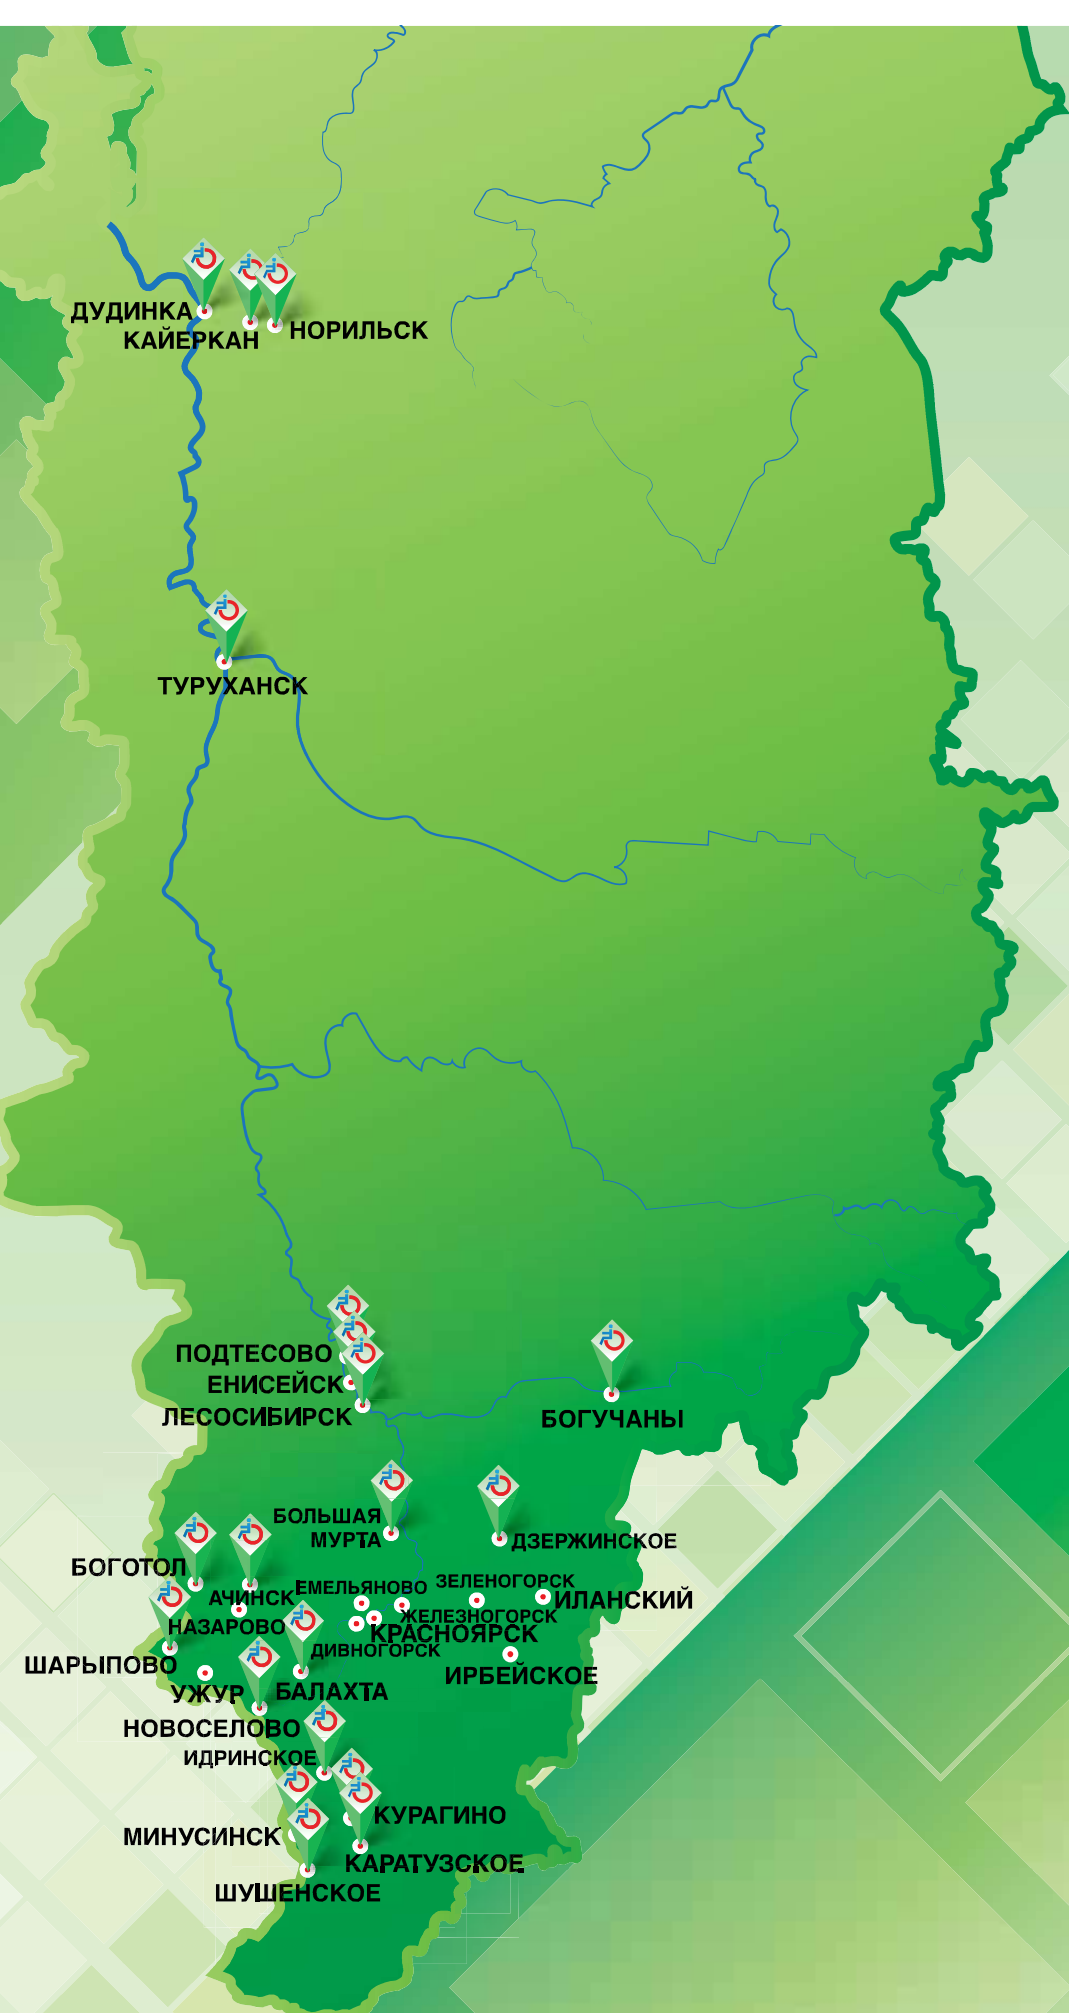 ДУДИНКА
КАЙЕРКАН
НОРИЛЬСК
ТУРУХАНСК
ПОДТЕСОВО
ЕНИСЕЙСК
ЛЕСОСИБИРСК
БОГУЧАНЫ
БОЛЬШАЯ
МУРТА
ДЗЕРЖИНСКОЕ
БОГОТОЛ
АЧИНСК
ЕМЕЛЬЯНОВО
ЗЕЛЕНОГОРСК
ИЛАНСКИЙ
НАЗАРОВО
ЖЕЛЕЗНОГОРСК
КРАСНОЯРСК
ДИВНОГОРСК
ШАРЫПОВО
ИРБЕЙСКОЕ
УЖУР
БАЛАХТА
НОВОСЕЛОВО
ИДРИНСКОЕ
КУРАГИНО
МИНУСИНСК
КАРАТУЗСКОЕ
ШУШЕНСКОЕ